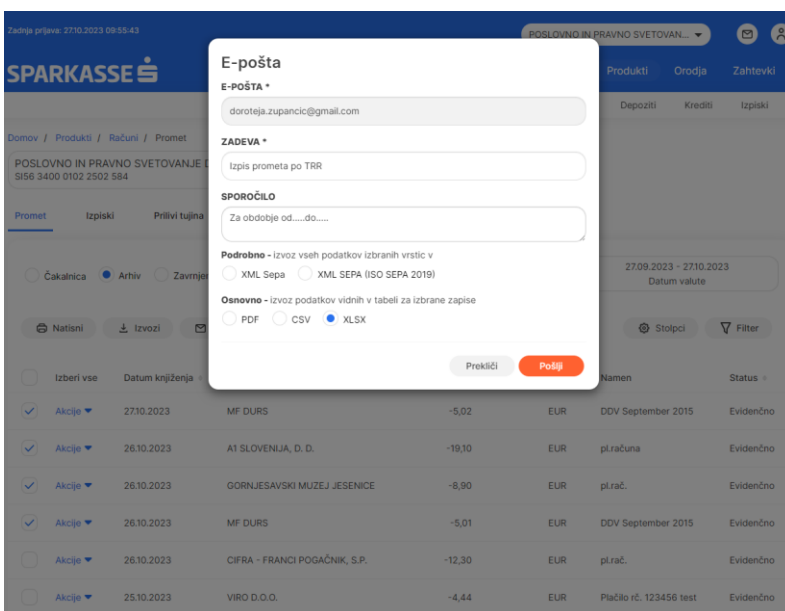 Zadnja prijava: 27.10.2023 09:55:43
POSLOVNO IN PRAVNO SVETOVAN...
SPARKASSE
Produkti Orodja Zahtevki
Depoziti Krediti Izpiski
Domov / Produkti / Računi / Promet
POSLOVNO IN PRAVNO SVETOVANJE
SI56 3400 0102 2502 584
Promet Izpiski Prilivi tujina
Čakalnica Arhiv
27.09.2023 - 27.10.2023
Datum valute
Natisni Izvozi Stolpci Filter
E-pošta
E-POŠTA *
doroteja.zupancic@gmail.com
ZADEVA *
Izpis prometa po TRR
SPOROČILO
Za obdobje od.....do.....
Podrobno - izvoz vseh podatkov izbranih vrstic v
XML Sepa XML SEPA (ISO SEPA 2019)
Osnovno - izvoz podatkov vidnih v tabeli za izbrane zapise
PDF CSV XLSX
Prekliči Pošlji
Izberi vse Datum knjiženja Namen Status
Akcije 27.10.2023 MF DURS -5,02 EUR DDV September 2015 Evidenčno
Akcije 26.10.2023 A1 SLOVENIJA, D. D. -19,10 EUR pl.računa Evidenčno
Akcije 26.10.2023 GORNJESAVSKI MUZEJ JESENICE -8,90 EUR pl.rač. Evidenčno
Akcije 26.10.2023 MF DURS -5,01 EUR DDV September 2015 Evidenčno
Akcije 26.10.2023 CIFRA - FRANCI POGAČNIK, S.P. -12,30 EUR pl.rač. Evidenčno
Akcije 25.10.2023 VIRO D.O.O. -4,44 EUR Plačilo rč. 123456 test Evidenčno